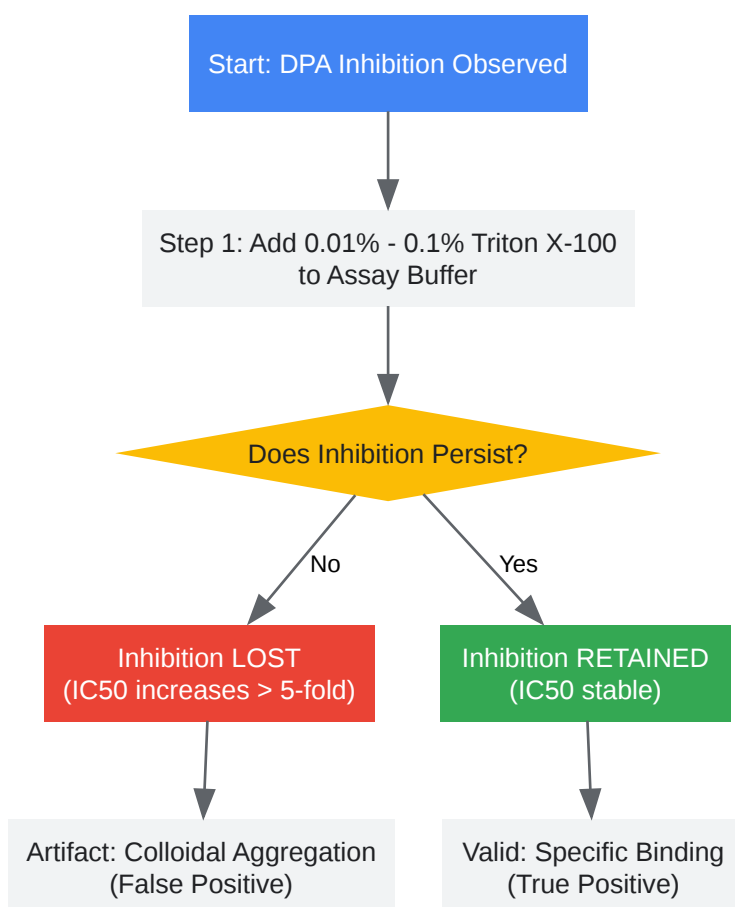 Start: DPA Inhibition Observed
Step 1: Add 0.01% - 0.1% Triton X-100
to Assay Buffer
Does Inhibition Persist?
No
Yes
Inhibition LOST
(IC50 increases > 5-fold)
Inhibition RETAINED
(IC50 stable)
Artifact: Colloidal Aggregation
(False Positive)
Valid: Specific Binding
(True Positive)